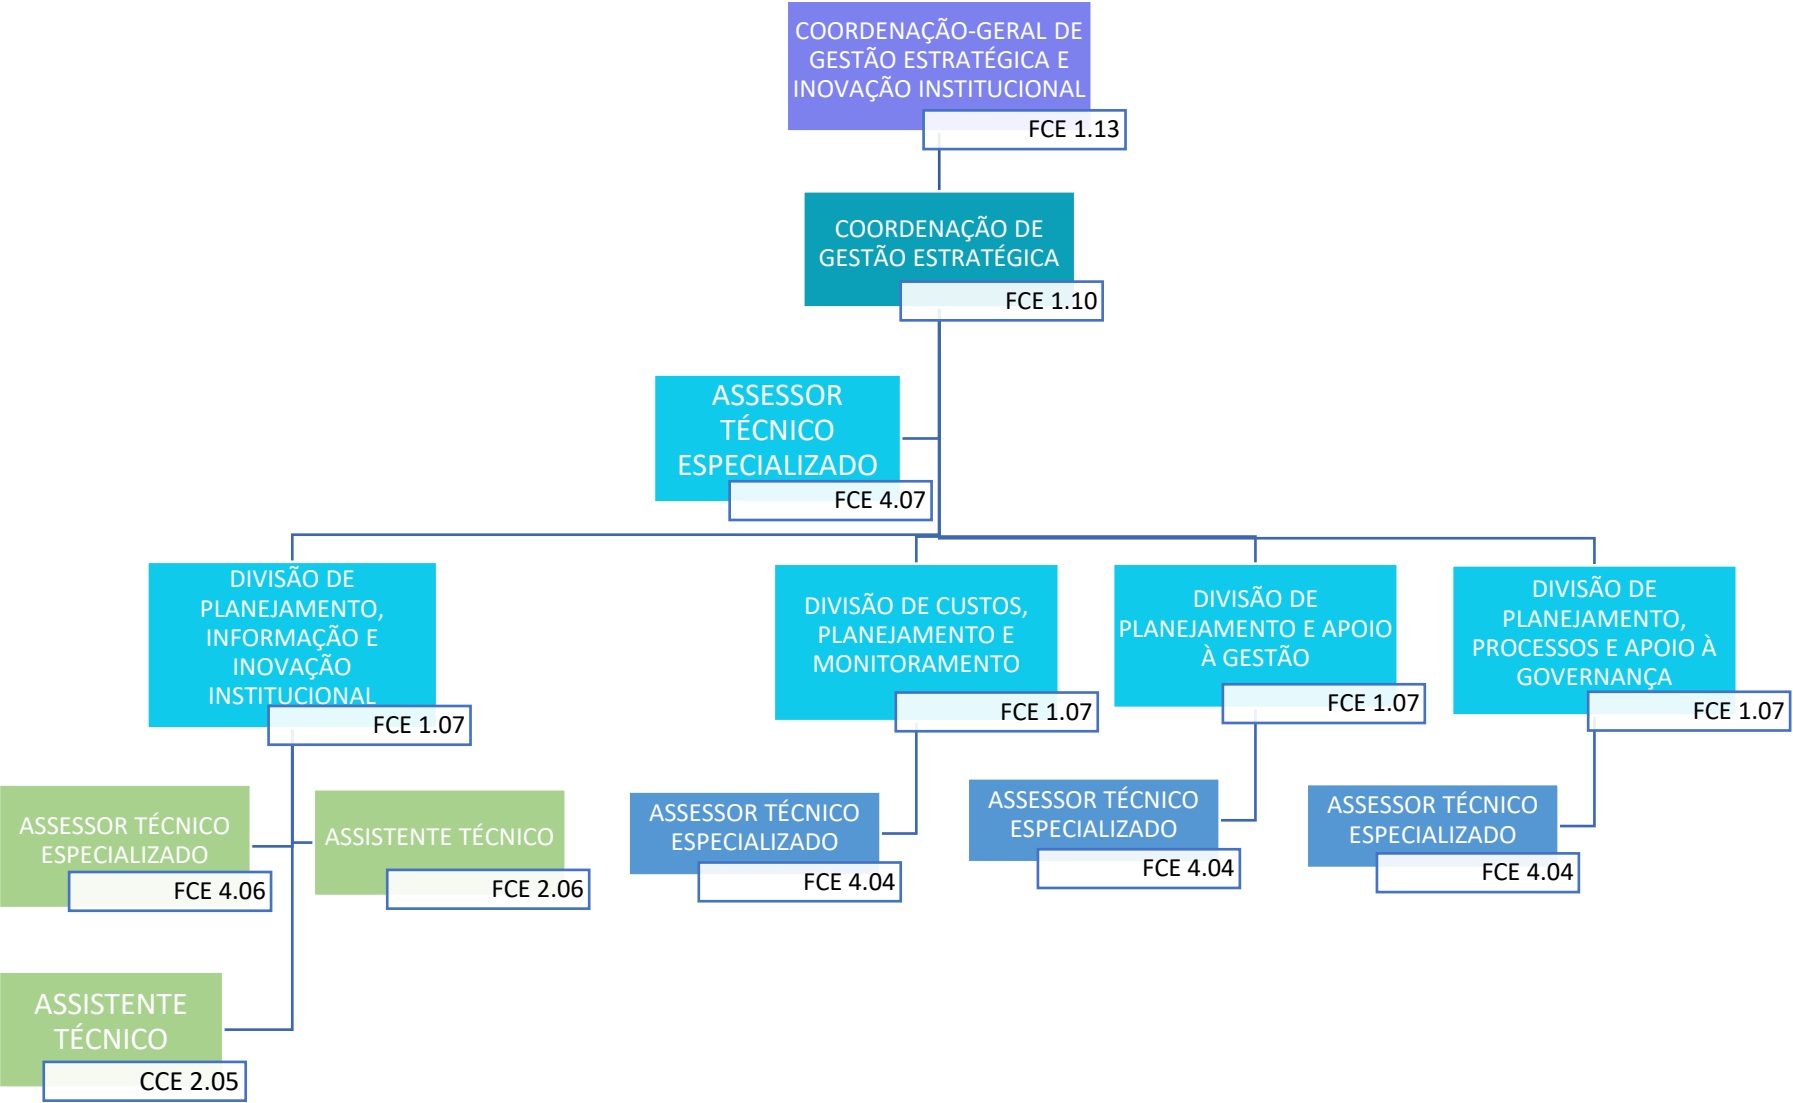 COORDENAÇÃO-GERAL DE
GESTÃO ESTRATÉGICA E
INOVAÇÃO INSTITUCIONAL
FCE 1.13
COORDENAÇÃO DE
GESTÃO ESTRATÉGICA
FCE 1.10
ASSESSOR
TÉCNICO
ESPECIALIZADO
FCE 4.07
DIVISÃO DE
PLANEJAMENTO,
INFORMAÇÃO E
INOVAÇÃO
INSTITUCIONAL
FCE 1.07
DIVISÃO DE CUSTOS,
PLANEJAMENTO E
MONITORAMENTO
FCE 1.07
DIVISÃO DE
PLANEJAMENTO E APOIO
À GESTÃO
FCE 1.07
DIVISÃO DE
PLANEJAMENTO,
PROCESSOS E APOIO À
GOVERNANÇA
FCE 1.07
ASSESSOR TÉCNICO
ESPECIALIZADO
FCE 4.06
ASSISTENTE TÉCNICO
FCE 2.06
ASSESSOR TÉCNICO
ESPECIALIZADO
FCE 4.04
ASSESSOR TÉCNICO
ESPECIALIZADO
FCE 4.04
ASSESSOR TÉCNICO
ESPECIALIZADO
FCE 4.04
ASSISTENTE
TÉCNICO
CCE 2.05